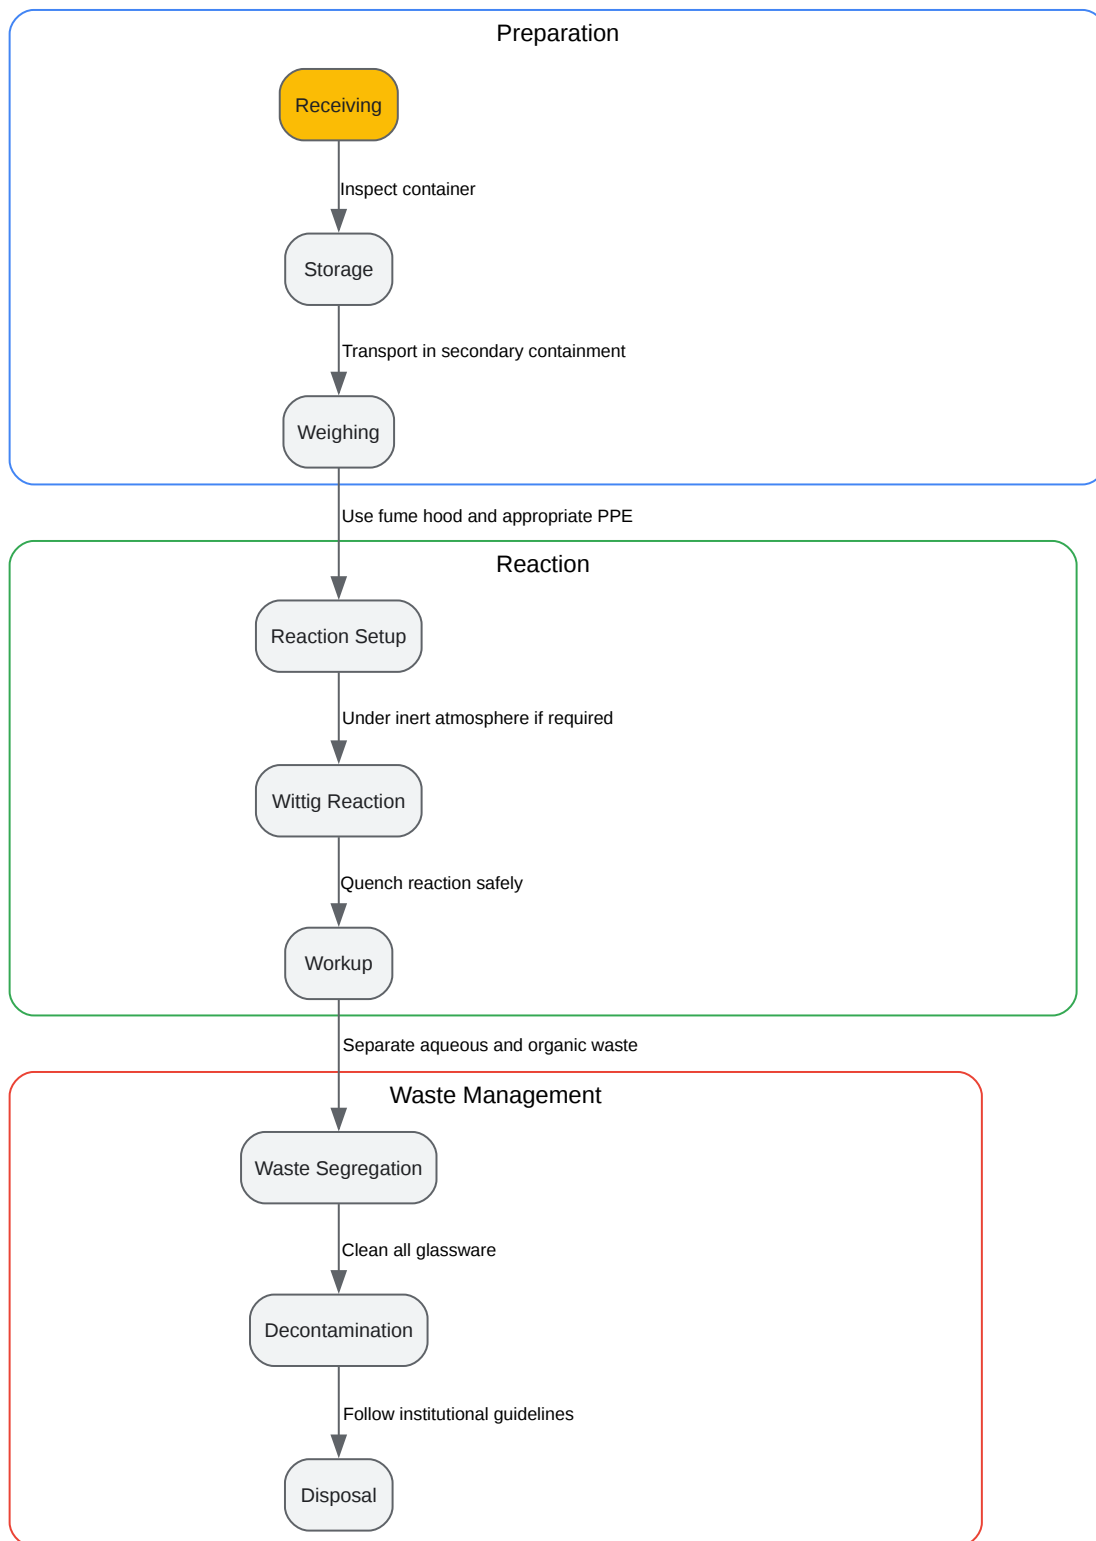 Preparation
Receiving
Inspect container
Storage
Transport in secondary containment
Weighing
Use fume hood and appropriate PPE
Reaction
Reaction Setup
Under inert atmosphere if required
Wittig Reaction
Quench reaction safely
Workup
Separate aqueous and organic waste
Waste Management
Waste Segregation
Clean all glassware
Decontamination
Follow institutional guidelines
Disposal